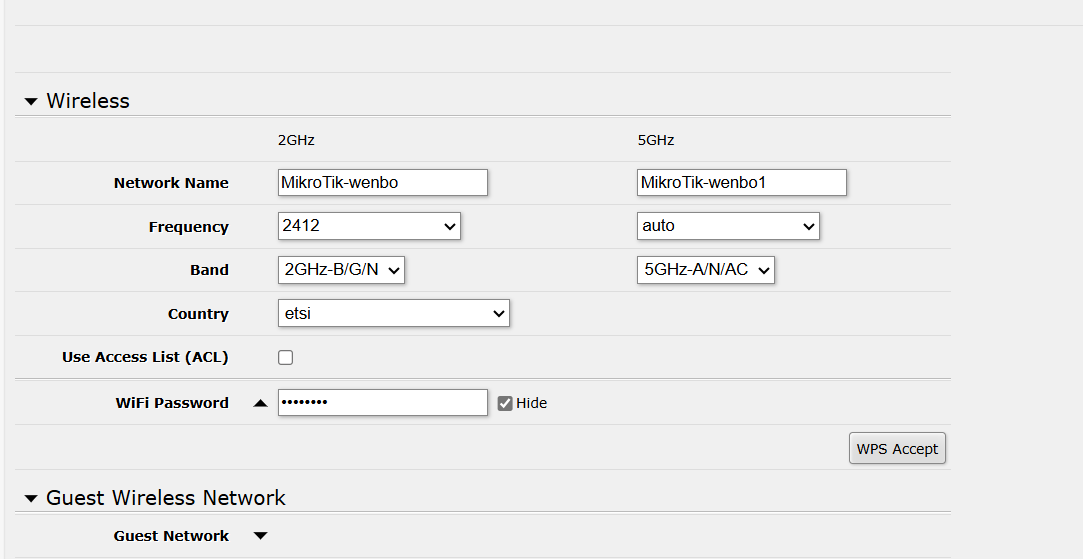 Wireless
2GHz 5GHz
Network Name MikroTik-wenbo MikroTik-wenbo1
Frequency 2412 auto
Band 2GHz-B/G/N 5GHz-A/N/AC
Country etsi
Use Access List (ACL)
WiFi Password •••••••• Hide
WPS Accept
Guest Wireless Network
Guest Network